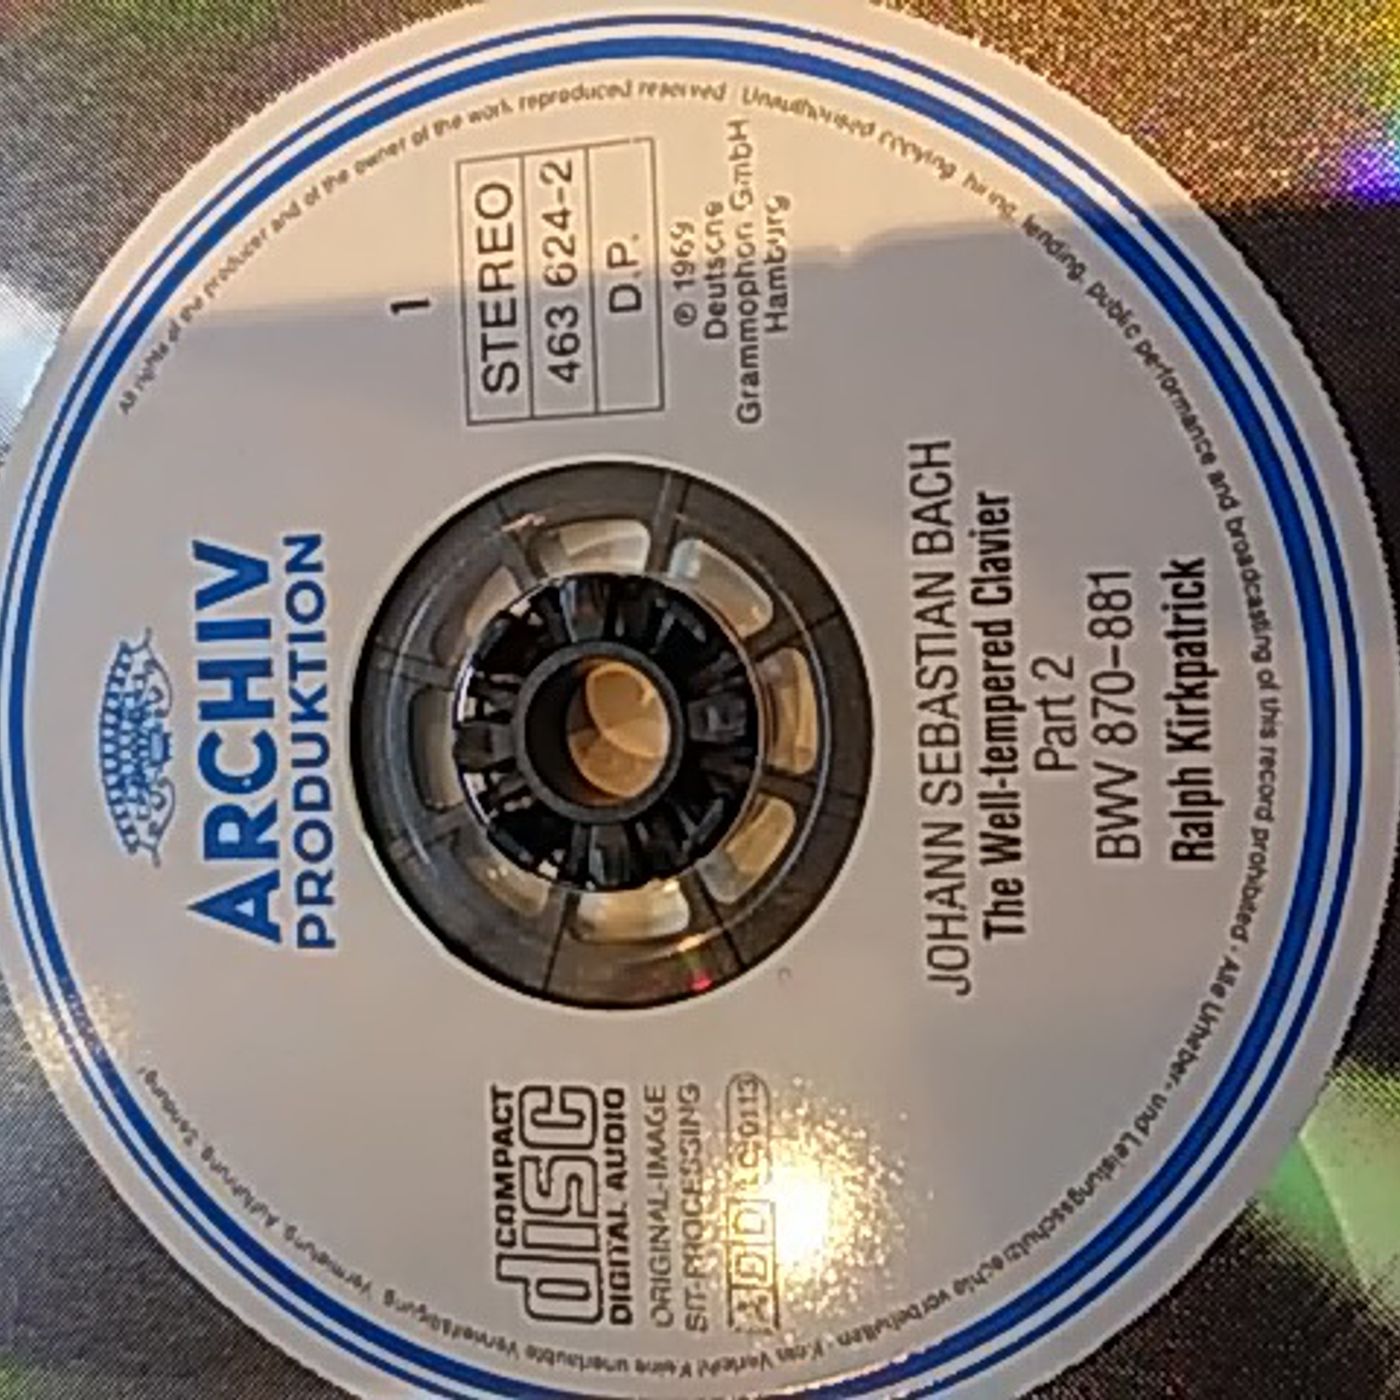 ARCHIV
PRODUKTION
1
STEREO
463 624-2
D.P.
℗ 1969
Deutsche
Grammophon GmbH
Hamburg
COMPACT
disc
DIGITAL AUDIO
ORIGINAL-IMAGE
BIT-PROCESSING
ADD LC 0113
JOHANN SEBASTIAN BACH
The Well-tempered Clavier
Part 2
BWV 870–881
Ralph Kirkpatrick
All rights of the producer and of the owner of the work reproduced reserved Unauthorised copying, hiring, lending, public performance and broadcasting of this record prohibited · Alle Urheber- und Leistungsschutzrechte vorbehalten · Kein Verleih! Keine unerlaubte Vervielfältigung, Vermietung, Aufführung, Sendung!